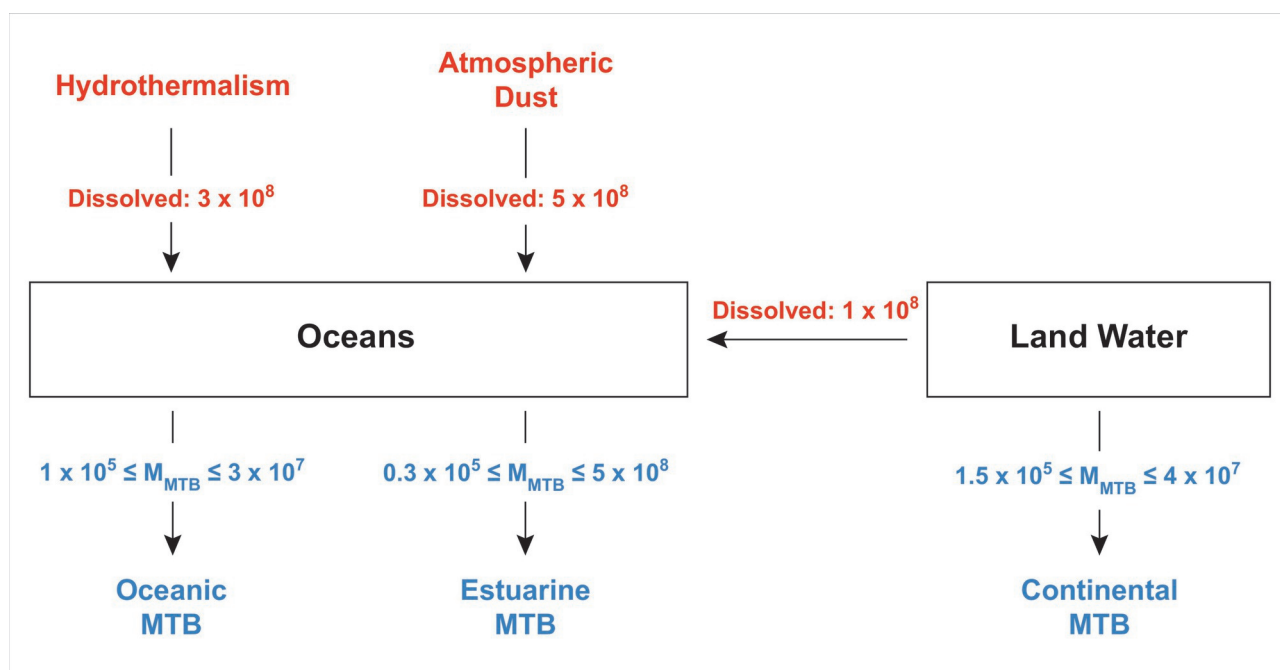 Hydrothermalism
Atmospheric
Dust
Dissolved: 3 x 10⁸
Dissolved: 5 x 10⁸
Oceans
Dissolved: 1 x 10⁸
Land Water
1 x 10⁵ ≤ M_MTB ≤ 3 x 10⁷
0.3 x 10⁵ ≤ M_MTB ≤ 5 x 10⁸
1.5 x 10⁵ ≤ M_MTB ≤ 4 x 10⁷
Oceanic
MTB
Estuarine
MTB
Continental
MTB